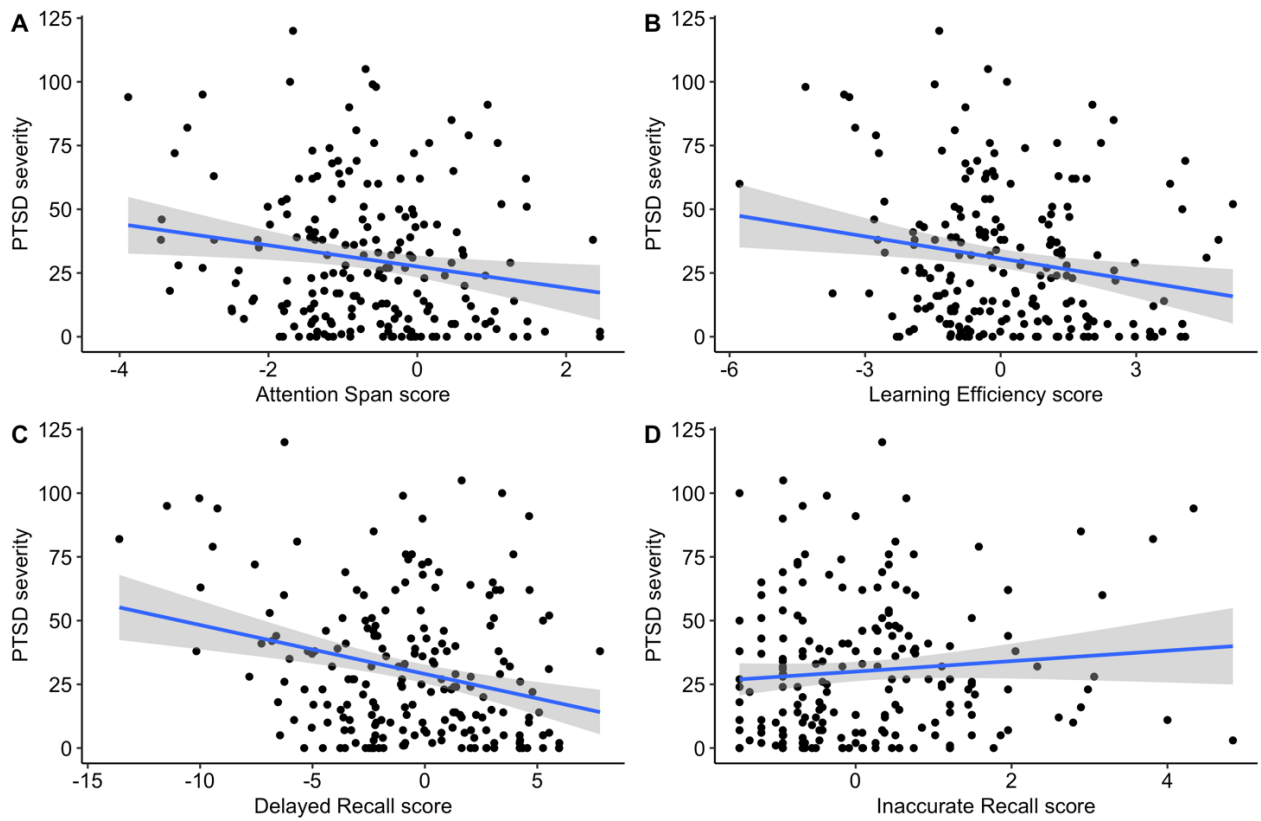 A
PTSD severity
125
100
75
50
25
0
-4 -2 0 2
Attention Span score
B
PTSD severity
125
100
75
50
25
0
-6 -3 0 3
Learning Efficiency score
C
PTSD severity
125
100
75
50
25
0
-15 -10 -5 0 5
Delayed Recall score
D
PTSD severity
125
100
75
50
25
0
0 2 4
Inaccurate Recall score